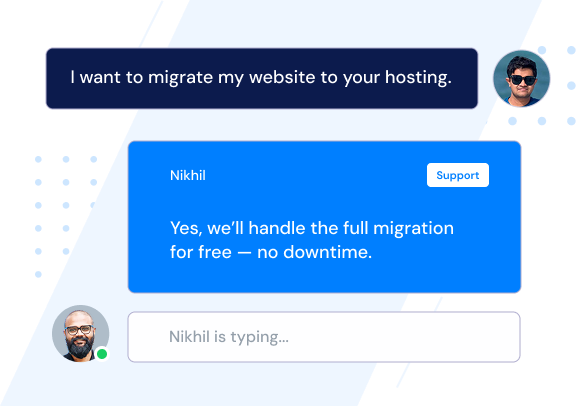 I want to migrate my website to your hosting.
Nikhil
Support
Yes, we’ll handle the full migration
for free — no downtime.
Nikhil is typing...